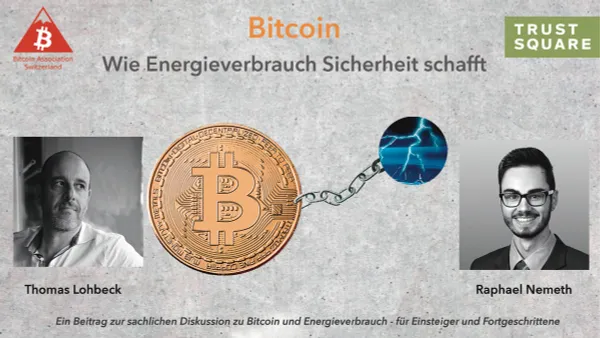 Bitcoin
Wie Energieverbrauch Sicherheit schafft
Bitcoin Association
Switzerland
TRUST
SQUARE
Thomas Lohbeck
Raphael Nemeth
Ein Beitrag zur sachlichen Diskussion zu Bitcoin und Energieverbrauch - für Einsteiger und Fortgeschrittene